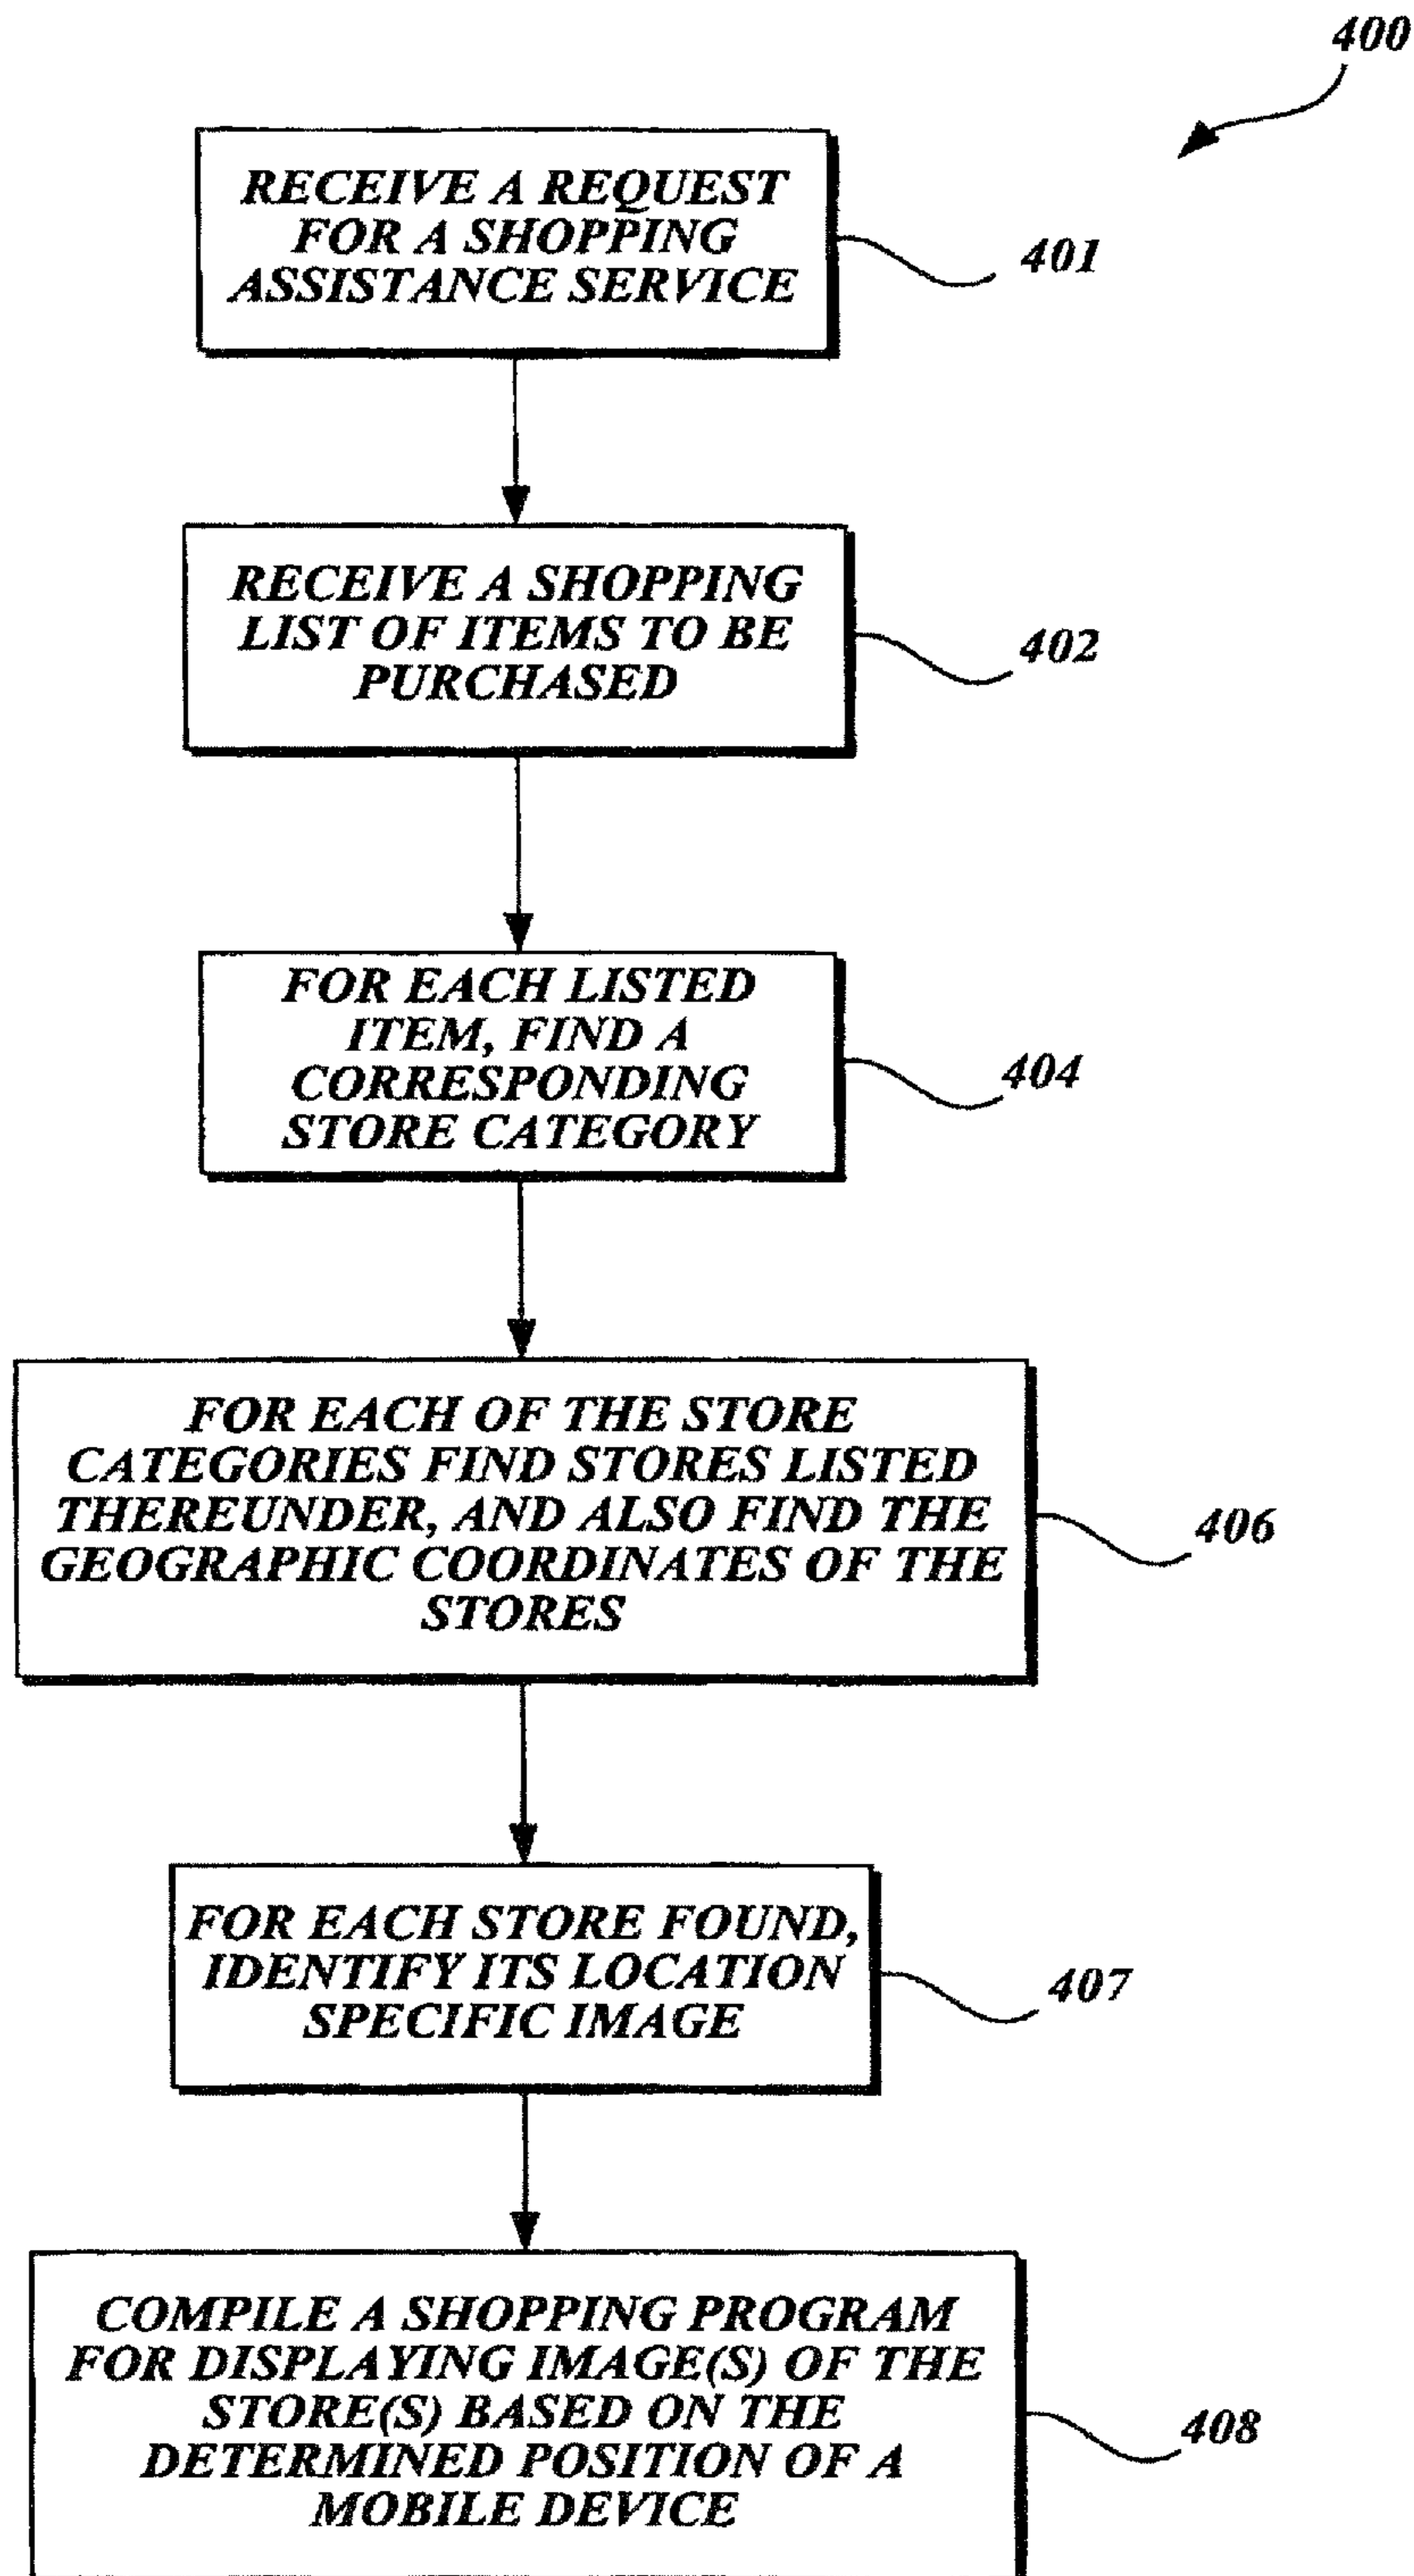 400
RECEIVE A REQUEST
FOR A SHOPPING
ASSISTANCE SERVICE
401
RECEIVE A SHOPPING
LIST OF ITEMS TO BE
PURCHASED
402
FOR EACH LISTED
ITEM, FIND A
CORRESPONDING
STORE CATEGORY
404
FOR EACH OF THE STORE
CATEGORIES FIND STORES LISTED
THEREUNDER, AND ALSO FIND THE
GEOGRAPHIC COORDINATES OF THE
STORES
406
FOR EACH STORE FOUND,
IDENTIFY ITS LOCATION
SPECIFIC IMAGE
407
COMPILE A SHOPPING PROGRAM
FOR DISPLAYING IMAGE(S) OF THE
STORE(S) BASED ON THE
DETERMINED POSITION OF A
MOBILE DEVICE
408